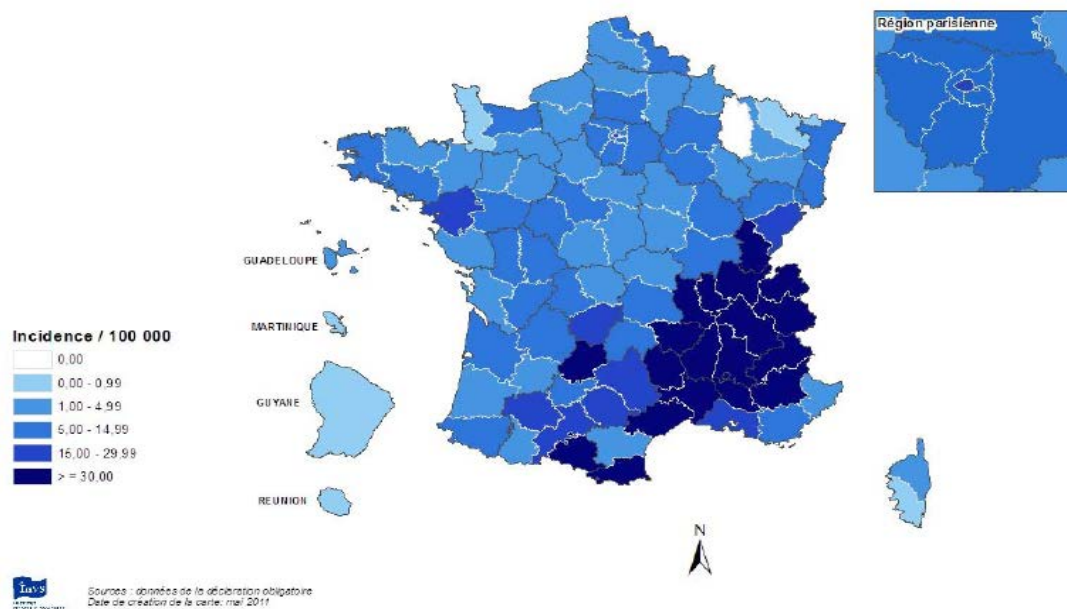 Région parisienne
GUADELOUPE
MARTINIQUE
GUYANE
REUNION
Incidence / 100 000
0,00
0,00 - 0,99
1,00 - 4,99
5,00 - 14,99
15,00 - 29,99
> = 30,00
N
InVS
INSTITUT
Sources : données de la déclaration obligatoire
Date de création de la carte: mai 2011